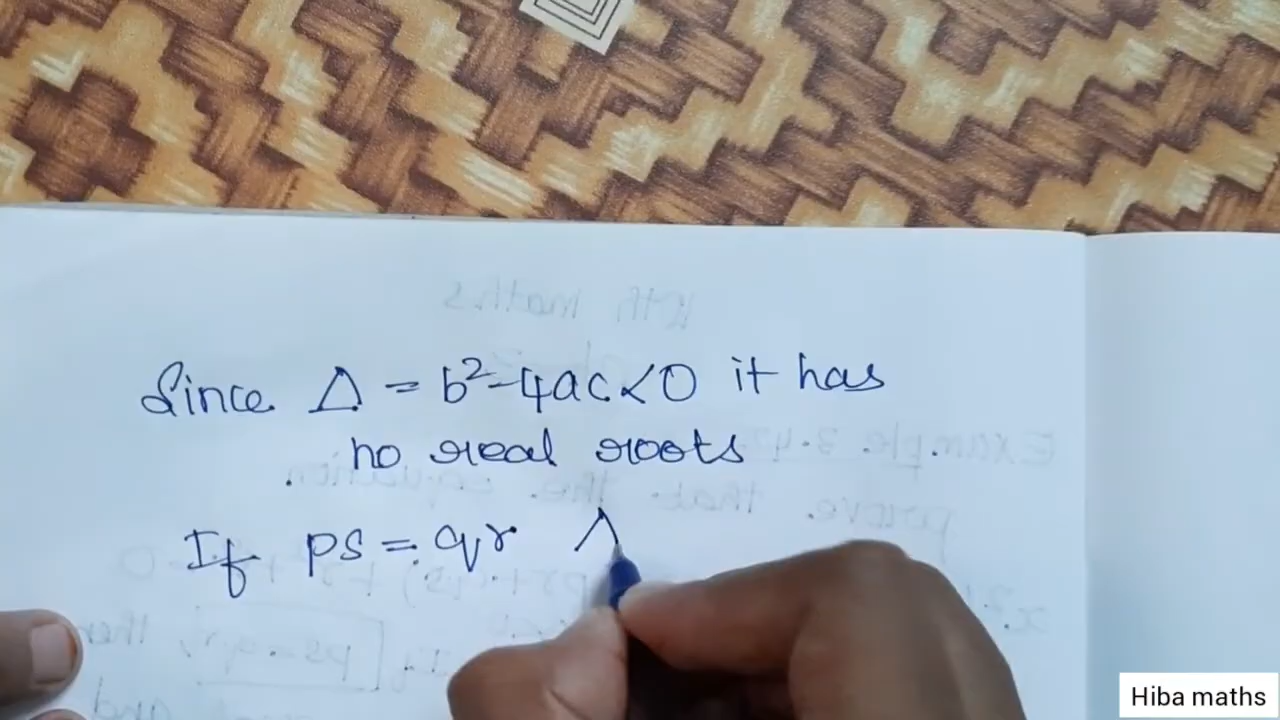 Since Δ = b²-4ac<0 it has
no real roots
If ps = qr Δ
Hiba maths